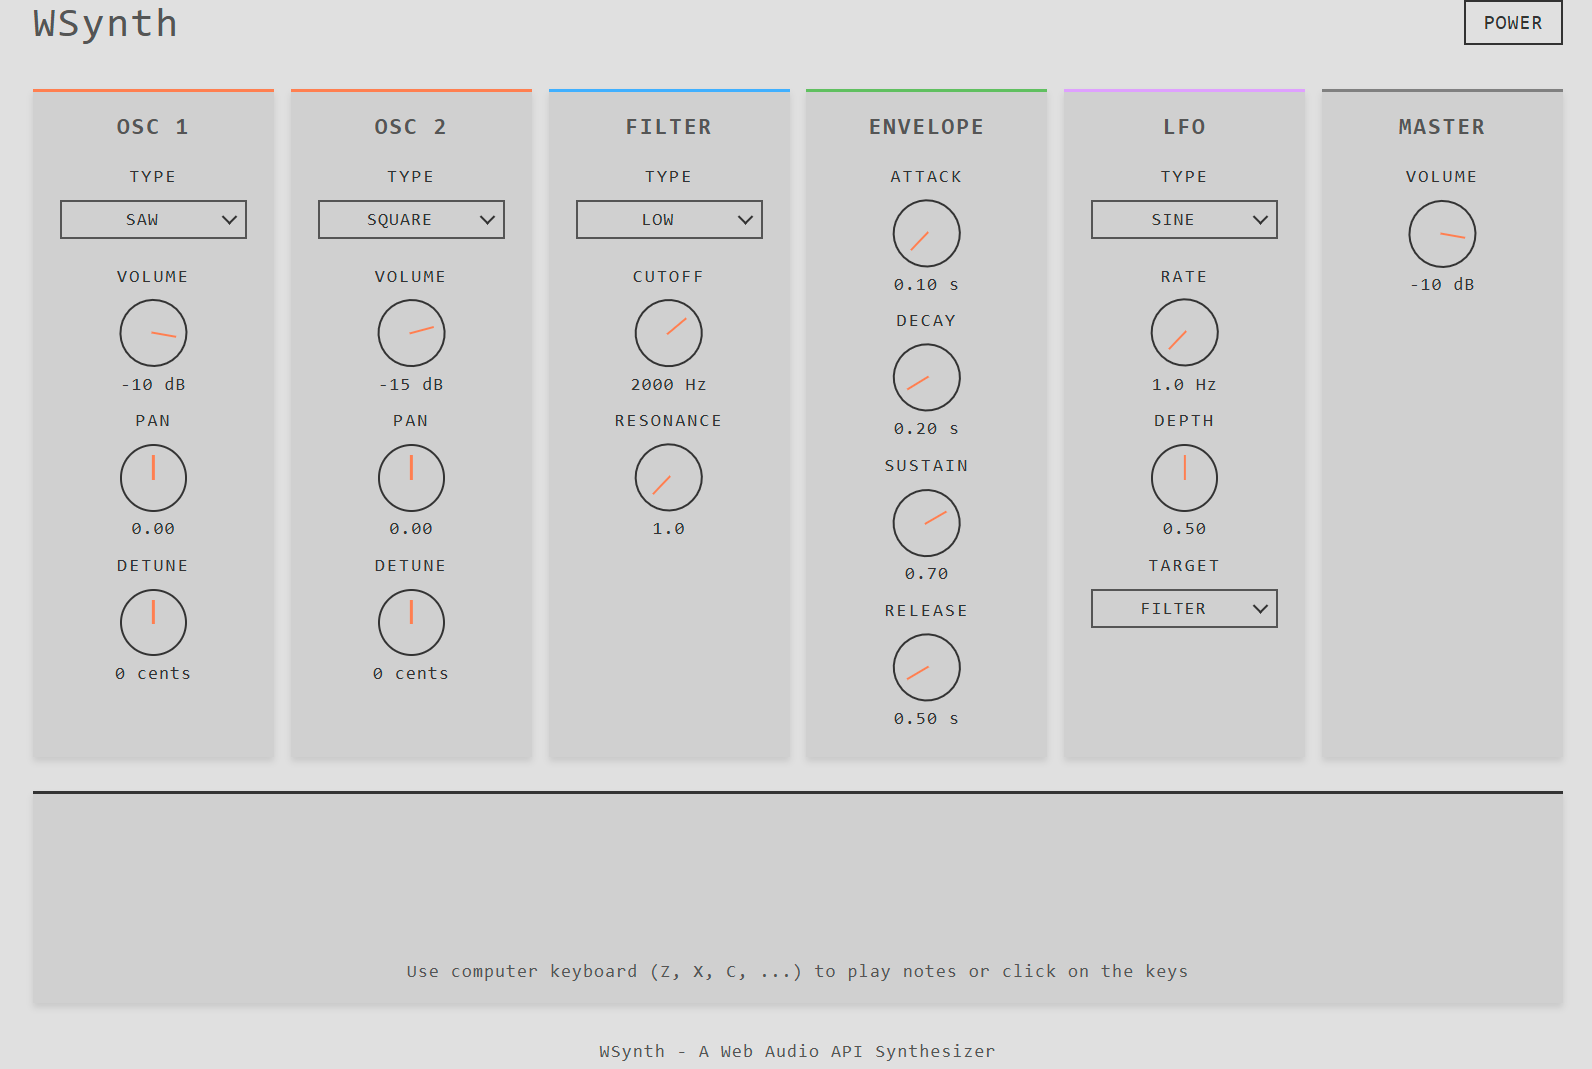 WSynth
POWER
OSC 1
TYPE
SAW
VOLUME
-10 dB
PAN
0.00
DETUNE
0 cents
OSC 2
TYPE
SQUARE
VOLUME
-15 dB
PAN
0.00
DETUNE
0 cents
FILTER
TYPE
LOW
CUTOFF
2000 Hz
RESONANCE
1.0
ENVELOPE
ATTACK
0.10 s
DECAY
0.20 s
SUSTAIN
0.70
RELEASE
0.50 s
LFO
TYPE
SINE
RATE
1.0 Hz
DEPTH
0.50
TARGET
FILTER
MASTER
VOLUME
-10 dB
Use computer keyboard (Z, X, C, ...) to play notes or click on the keys
WSynth - A Web Audio API Synthesizer